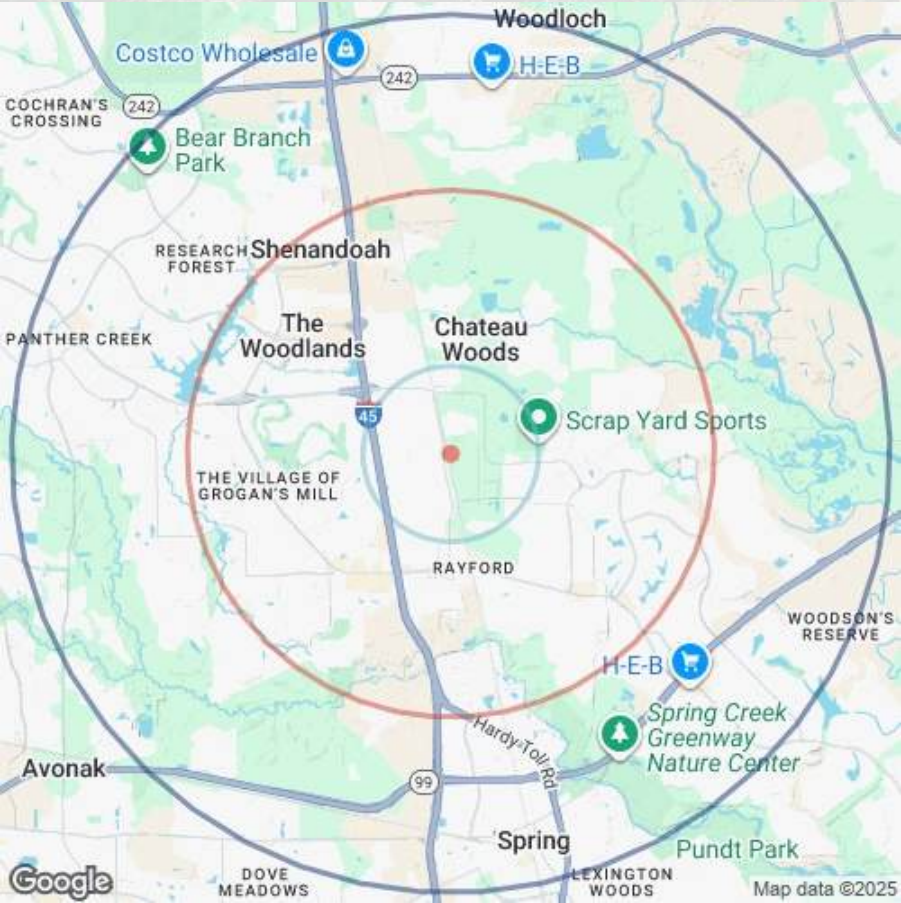 Woodloch
Costco Wholesale
H-E-B
242
242
COCHRAN'S
CROSSING
Bear Branch
Park
RESEARCH
FOREST
Shenandoah
The
Woodlands
Chateau
Woods
PANTHER CREEK
45
Scrap Yard Sports
THE VILLAGE OF
GROGAN'S MILL
RAYFORD
WOODSON'S
RESERVE
H-E-B
Spring Creek
Greenway
Nature Center
Hardy Toll Rd
Avonak
99
Spring
Pundt Park
DOVE
MEADOWS
LEXINGTON
WOODS
Google
Map data ©2025